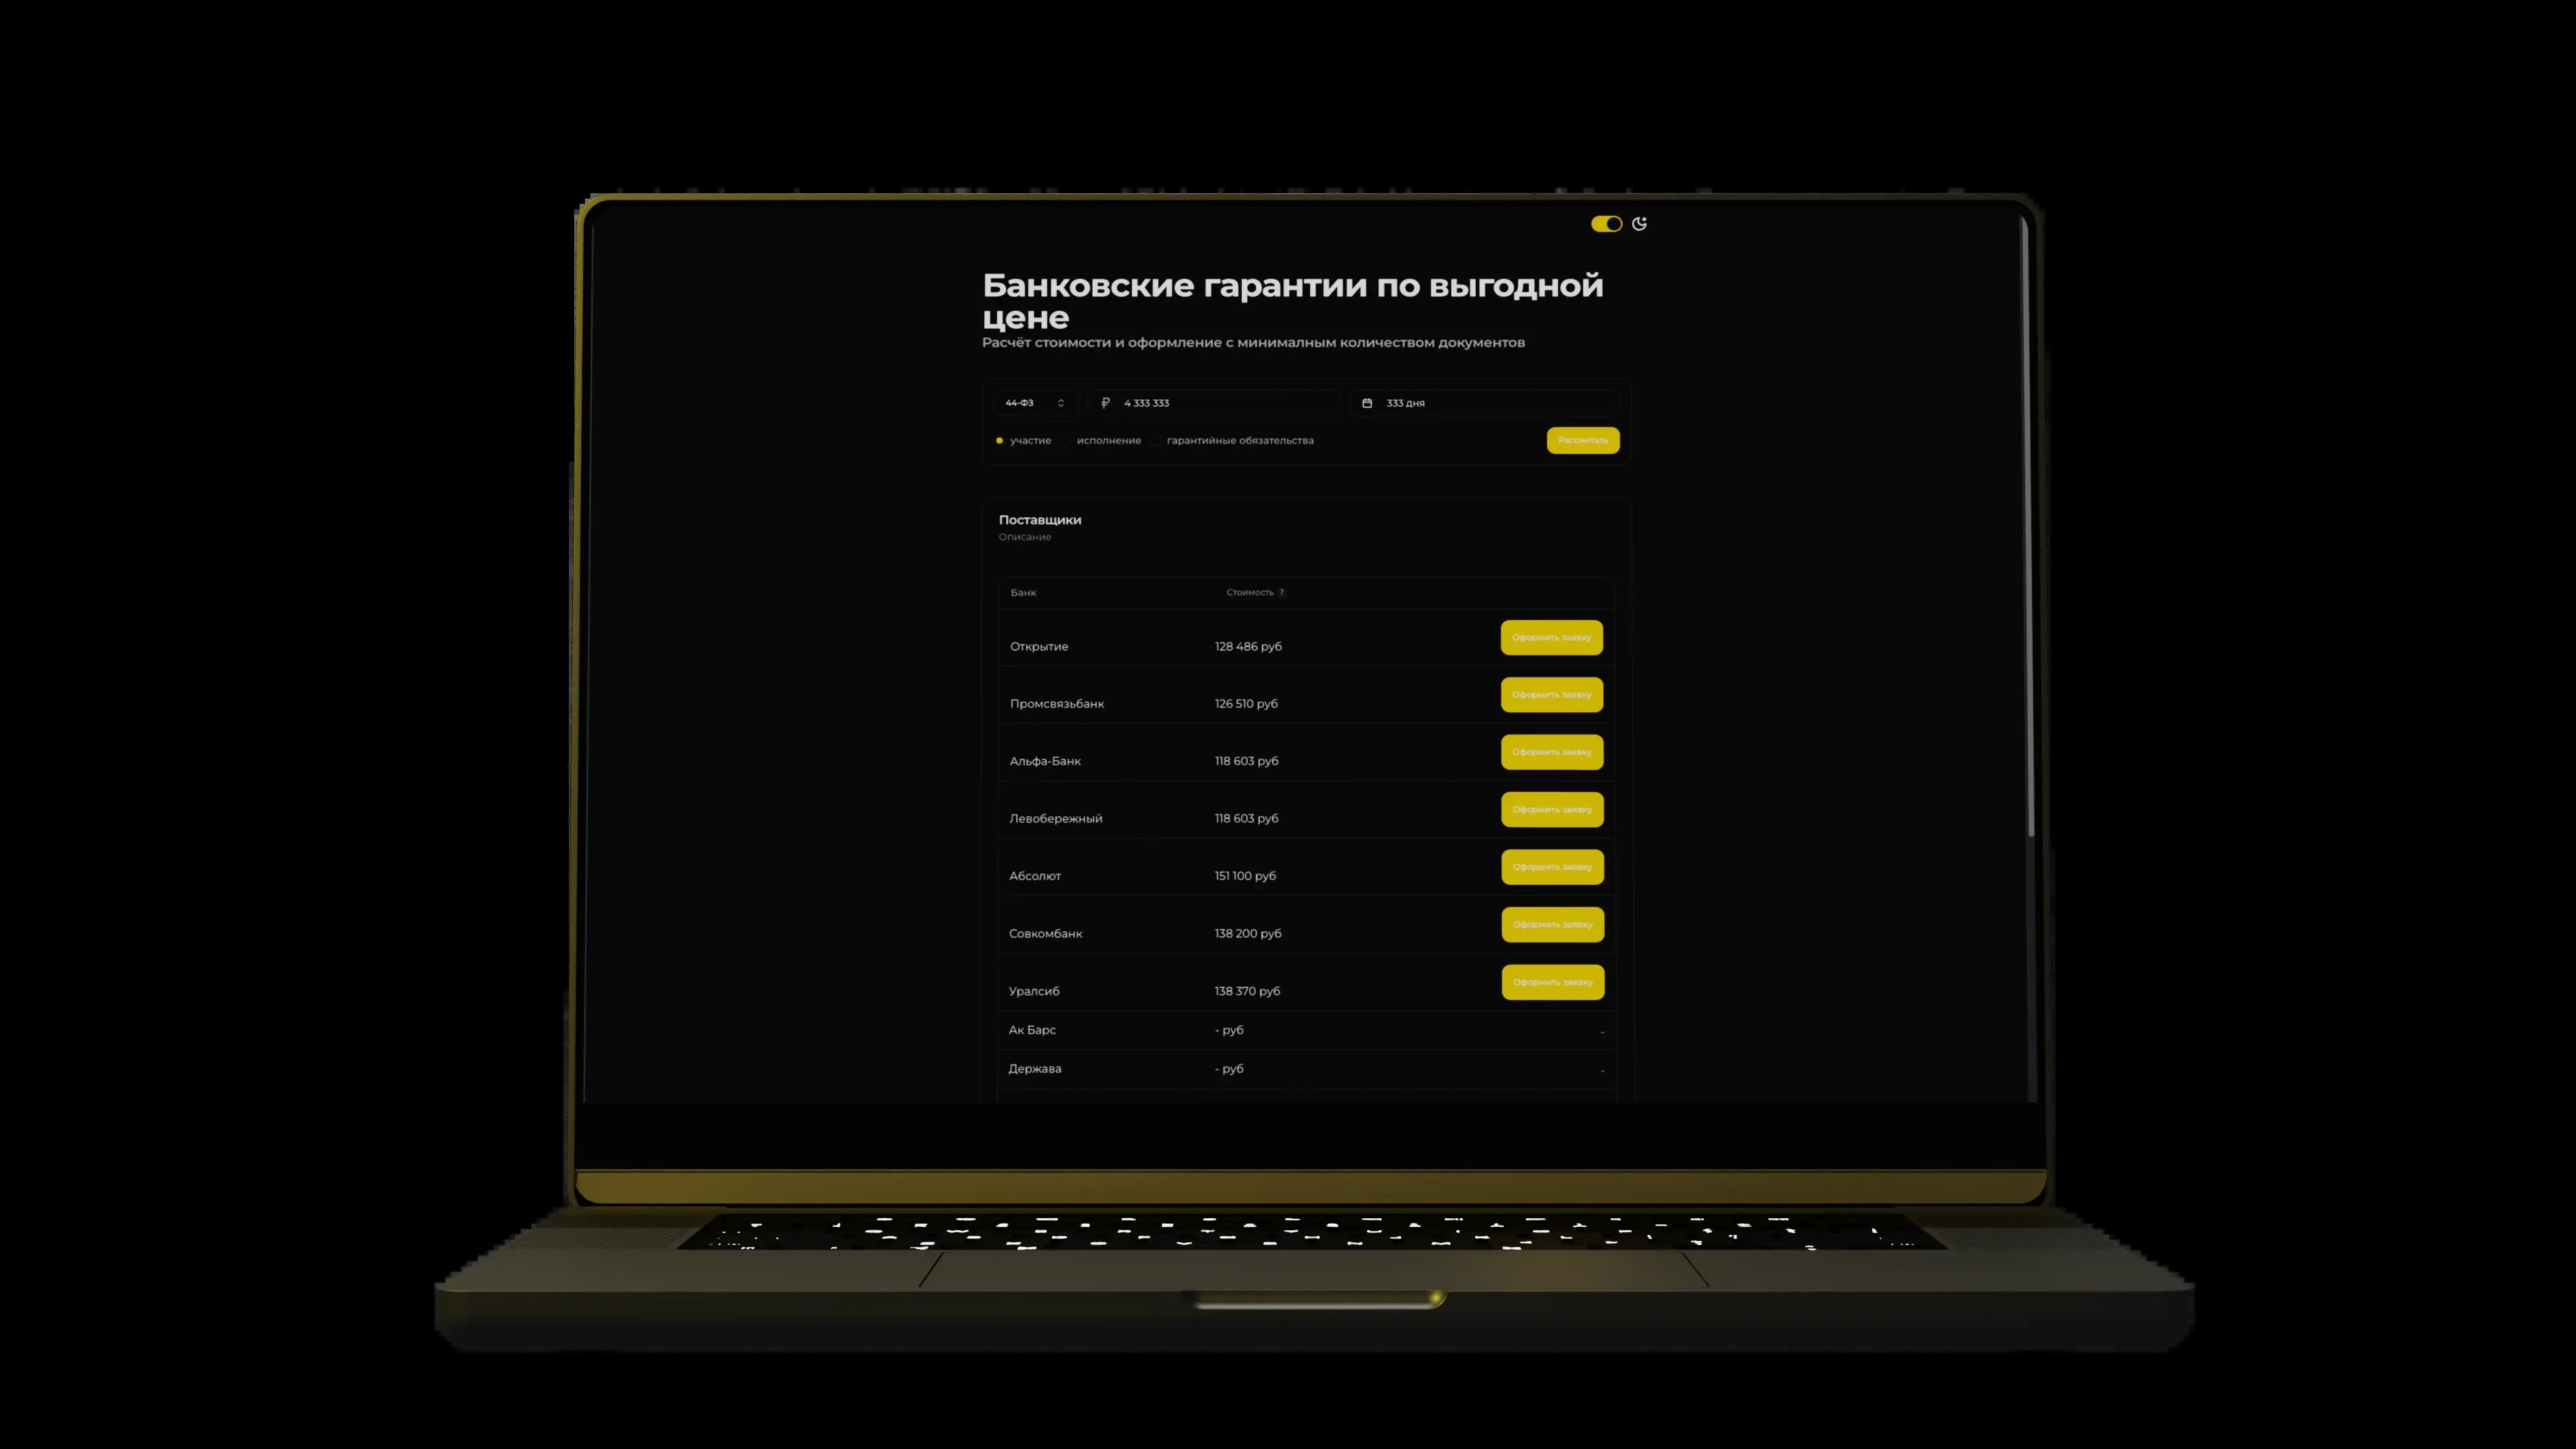 Банковские гарантии по выгодной
цене
Расчёт стоимости и оформление с минималным количеством документов
44-ФЗ ₽ 4 333 333 333 дня
участие исполнение гарантийные обязательства Рассчитать
Поставщики
Описание
Банк Стоимость ?
Открытие 128 486 руб Оформить заявку
Промсвязьбанк 126 510 руб Оформить заявку
Альфа-Банк 118 603 руб Оформить заявку
Левобережный 118 603 руб Оформить заявку
Абсолют 151 100 руб Оформить заявку
Совкомбанк 138 200 руб Оформить заявку
Уралсиб 138 370 руб Оформить заявку
Ак Барс - руб -
Держава - руб -